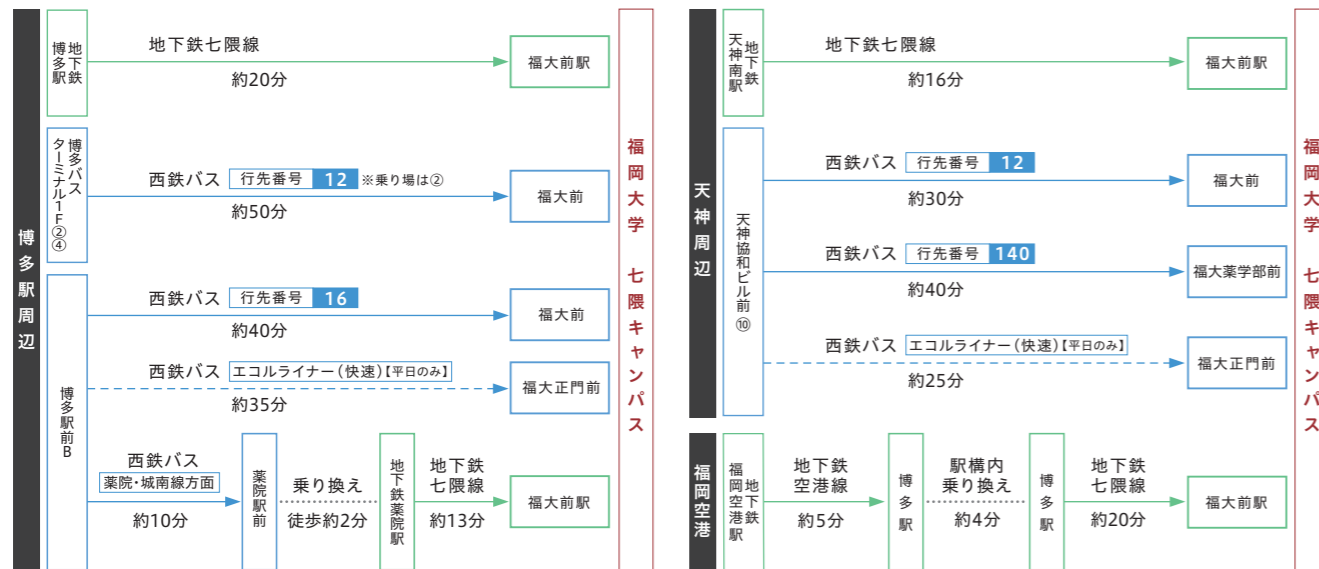 博多駅周辺
地下鉄
博多駅
地下鉄七隈線
約20分
福大前駅
博多バス
ターミナル1F②④
西鉄バス 行先番号 12 ※乗り場は②
約50分
福大前
博多駅前B
西鉄バス 行先番号 16
約40分
福大前
西鉄バス エコルライナー(快速)【平日のみ】
約35分
福大正門前
西鉄バス
薬院・城南線方面
約10分
薬院駅前
乗り換え
徒歩約2分
地下鉄薬院駅
地下鉄
七隈線
約13分
福大前駅
福岡大学 七隈キャンパス
天神周辺
地下鉄
天神南駅
地下鉄七隈線
約16分
福大前駅
天神協和ビル前⑩
西鉄バス 行先番号 12
約30分
福大前
西鉄バス 行先番号 140
約40分
福大薬学部前
西鉄バス エコルライナー(快速)【平日のみ】
約25分
福大正門前
福岡空港
地下鉄
福岡空港駅
地下鉄
空港線
約5分
博多駅
駅構内
乗り換え
約4分
博多駅
地下鉄
七隈線
約20分
福大前駅
福岡大学 七隈キャンパス